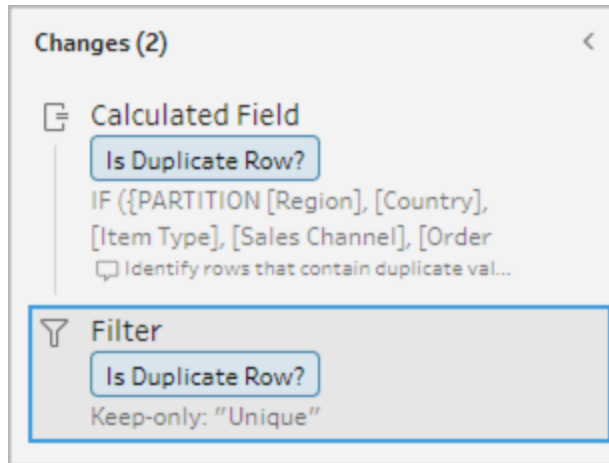 Changes (2)
Calculated Field
Is Duplicate Row?
IF ({PARTITION [Region], [Country],
[Item Type], [Sales Channel], [Order
Identify rows that contain duplicate val...
Filter
Is Duplicate Row?
Keep-only: "Unique"